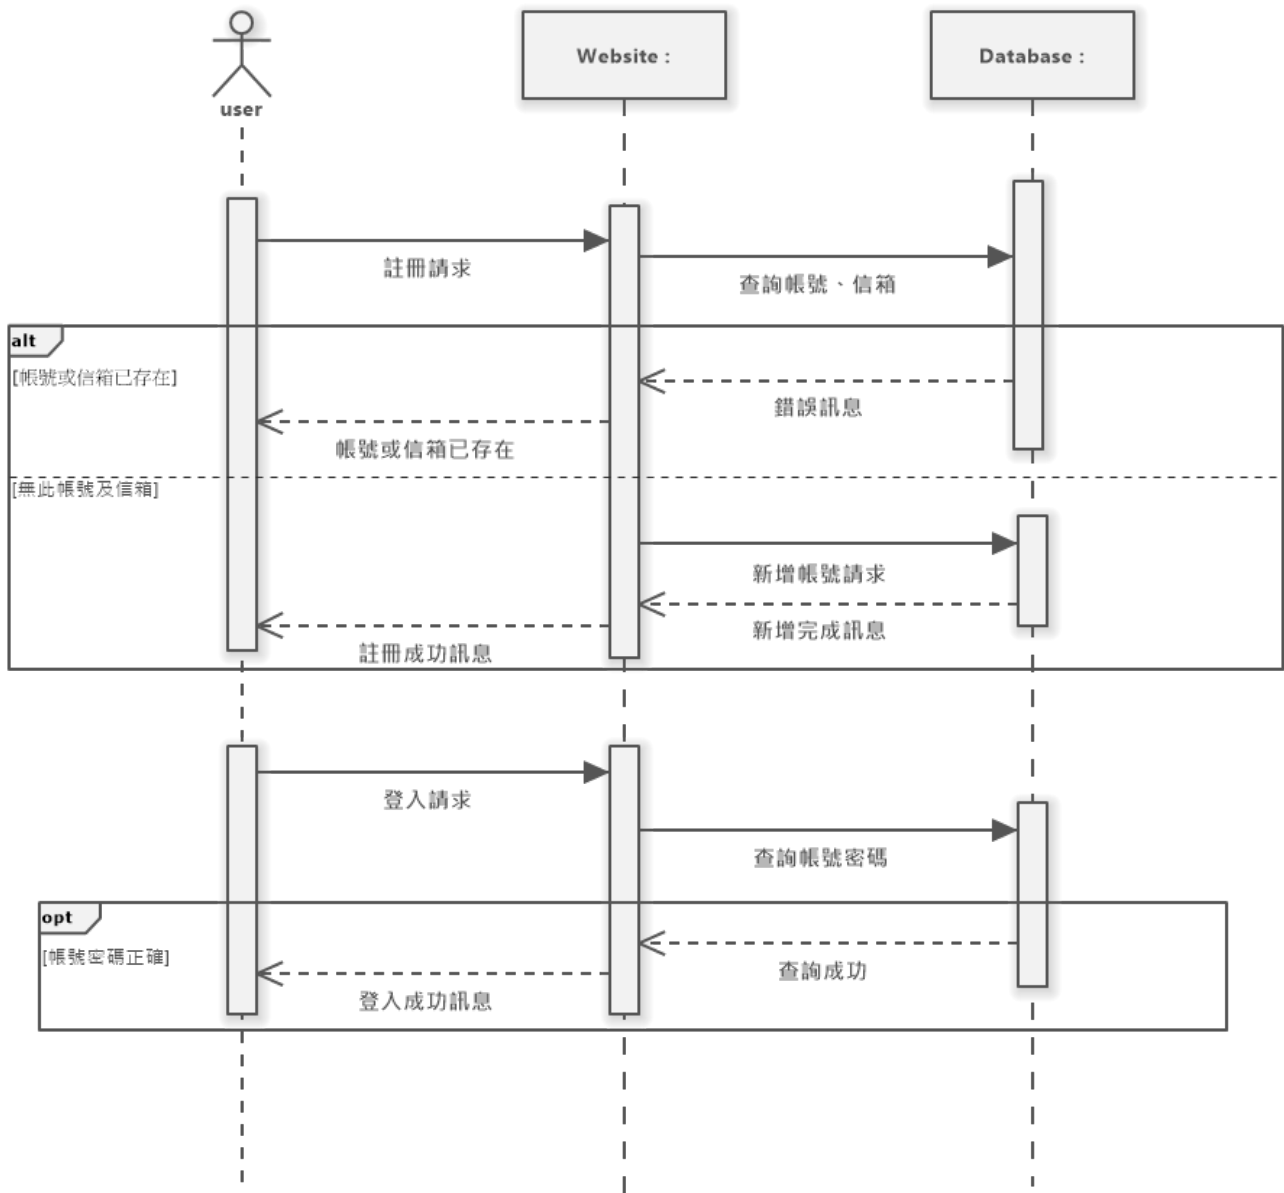 user
Website :
Database :
註冊請求
查詢帳號、信箱
alt
[帳號或信箱已存在]
錯誤訊息
帳號或信箱已存在
[無此帳號及信箱]
新增帳號請求
新增完成訊息
註冊成功訊息
登入請求
查詢帳號密碼
opt
[帳號密碼正確]
查詢成功
登入成功訊息